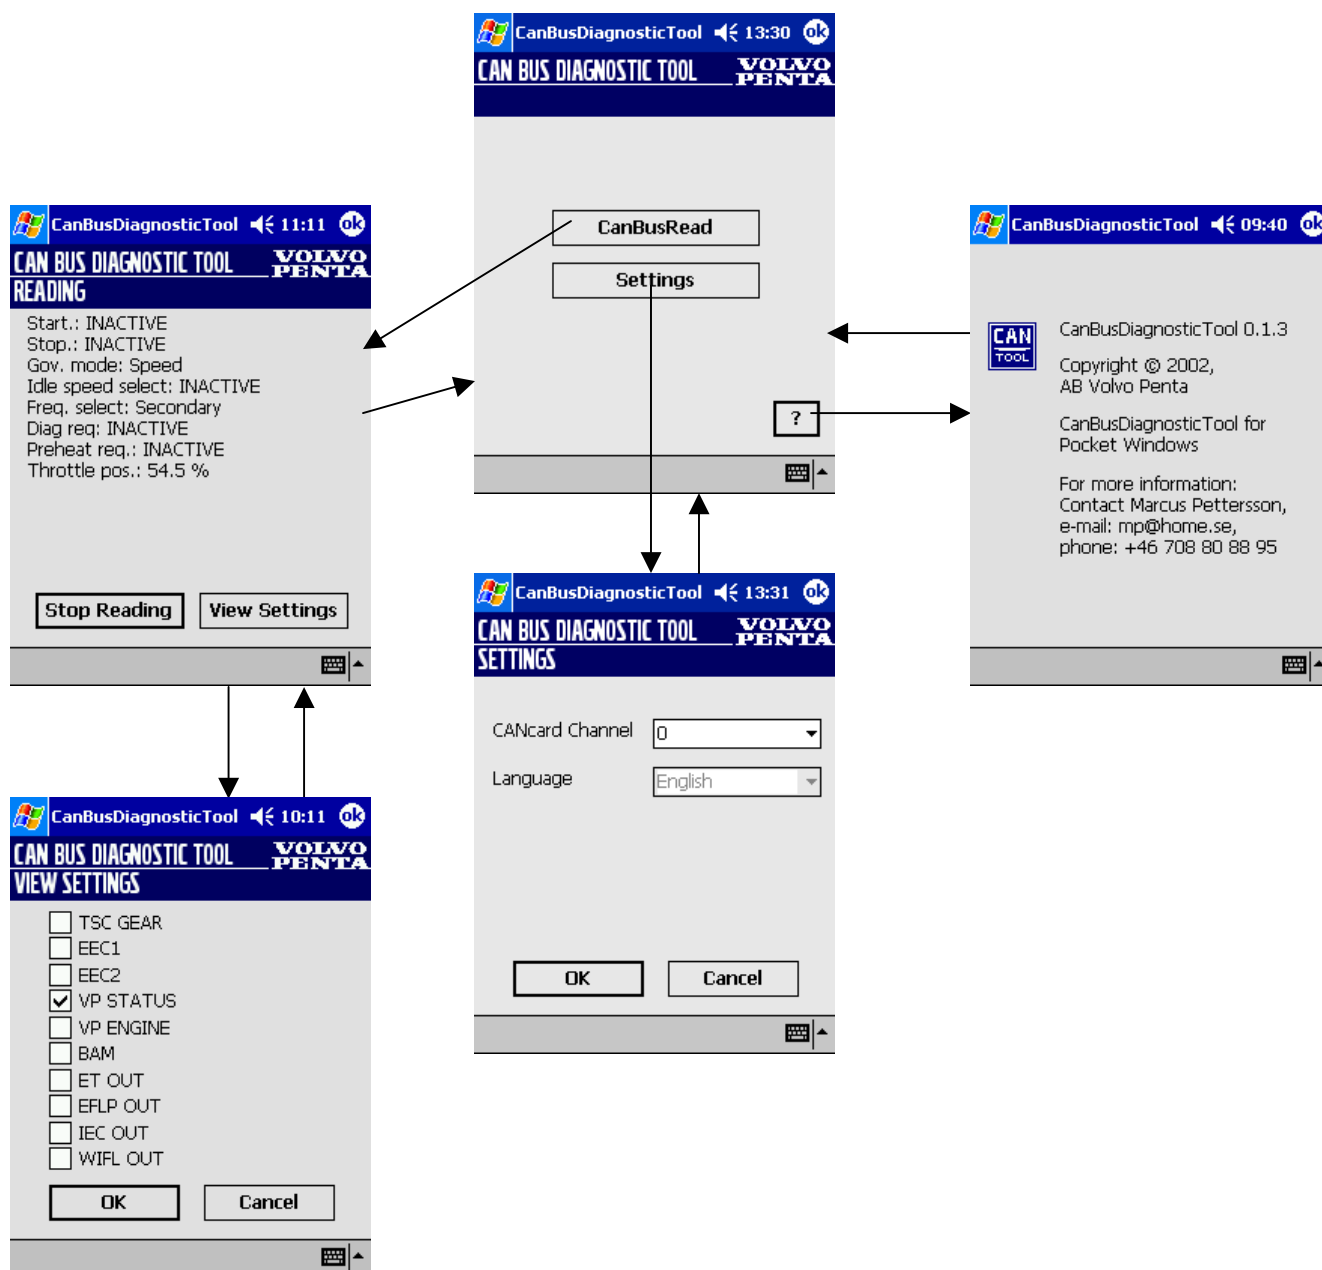 CanBusDiagnosticTool 13:30 ok
CAN BUS DIAGNOSTIC TOOL VOLVO
PENTA
CanBusRead
Settings
?
CanBusDiagnosticTool 11:11 ok
CAN BUS DIAGNOSTIC TOOL VOLVO
PENTA
READING
Start.: INACTIVE
Stop.: INACTIVE
Gov. mode: Speed
Idle speed select: INACTIVE
Freq. select: Secondary
Diag req: INACTIVE
Preheat req.: INACTIVE
Throttle pos.: 54.5 %
Stop Reading View Settings
CanBusDiagnosticTool 09:40 ok
CAN
TOOL
CanBusDiagnosticTool 0.1.3
Copyright © 2002,
AB Volvo Penta
CanBusDiagnosticTool for
Pocket Windows
For more information:
Contact Marcus Pettersson,
e-mail: mp@home.se,
phone: +46 708 80 88 95
CanBusDiagnosticTool 13:31 ok
CAN BUS DIAGNOSTIC TOOL VOLVO
PENTA
SETTINGS
CANcard Channel 0
Language English
OK Cancel
CanBusDiagnosticTool 10:11 ok
CAN BUS DIAGNOSTIC TOOL VOLVO
PENTA
VIEW SETTINGS
TSC GEAR
EEC1
EEC2
VP STATUS
VP ENGINE
BAM
ET OUT
EFLP OUT
IEC OUT
WIFL OUT
OK Cancel